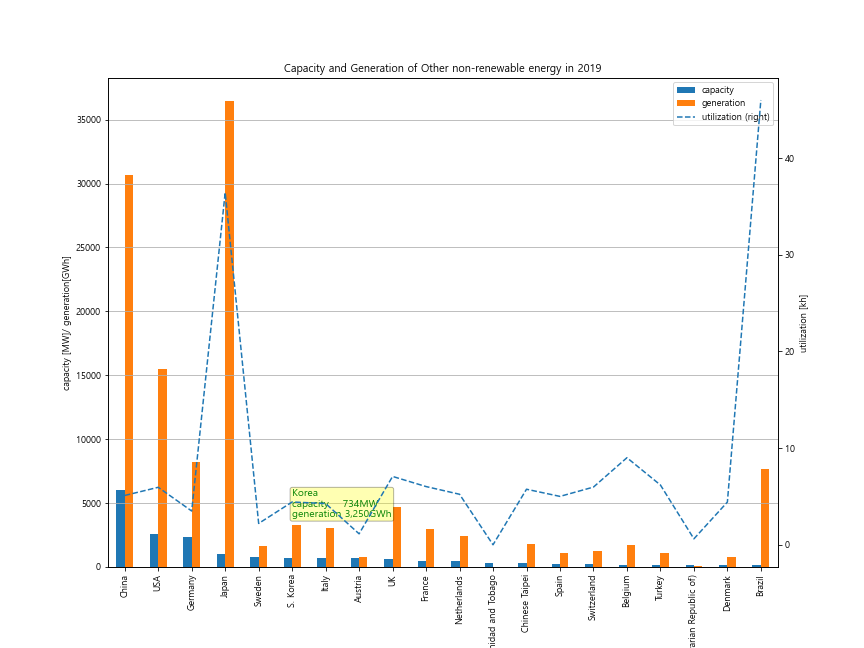 Capacity and Generation of Other non-renewable energy in 2019
capacity
generation
utilization (right)
capacity [MW]/ generation[GWh]
35000
30000
25000
20000
15000
10000
5000
0
40
30
20
10
0
utilization [kh]
Korea
capacity 734MW
generation 3,250GWh
China
USA
Germany
Japan
Sweden
S. Korea
Italy
Austria
UK
France
Netherlands
nidad and Tobago
Chinese Taipei
Spain
Switzerland
Belgium
Turkey
arian Republic of)
Denmark
Brazil